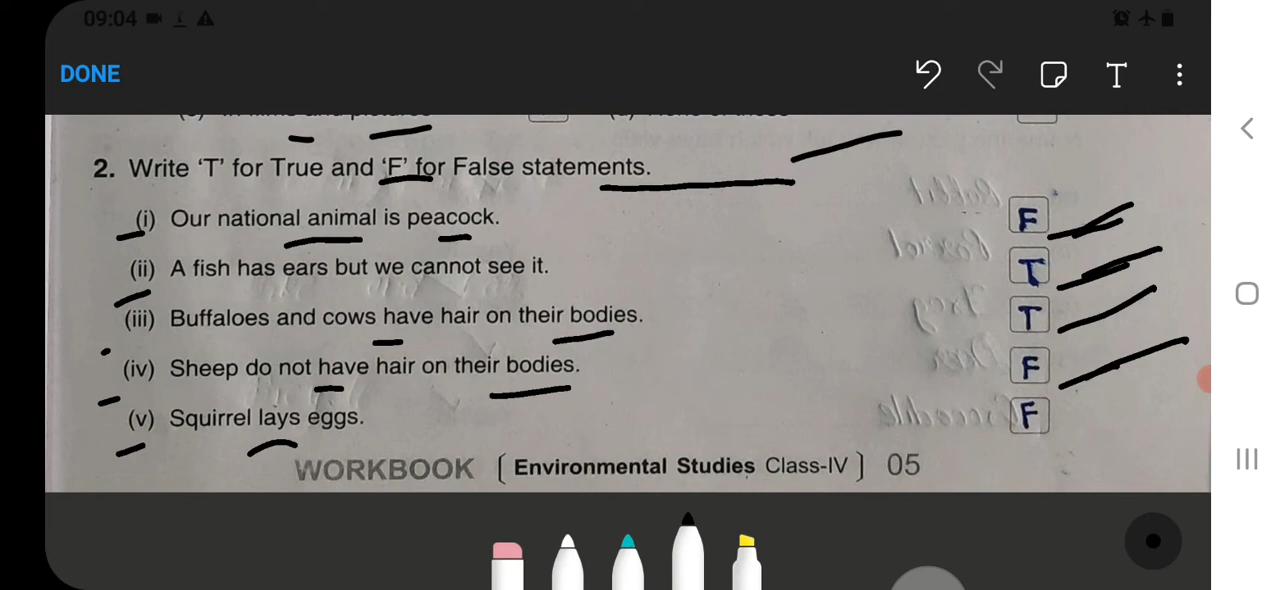 09:04
DONE
T
2. Write 'T' for True and 'F' for False statements.
(i) Our national animal is peacock. F
(ii) A fish has ears but we cannot see it. T
(iii) Buffaloes and cows have hair on their bodies. T
(iv) Sheep do not have hair on their bodies. F
(v) Squirrel lays eggs. F
WORKBOOK [ Environmental Studies Class-IV ] 05